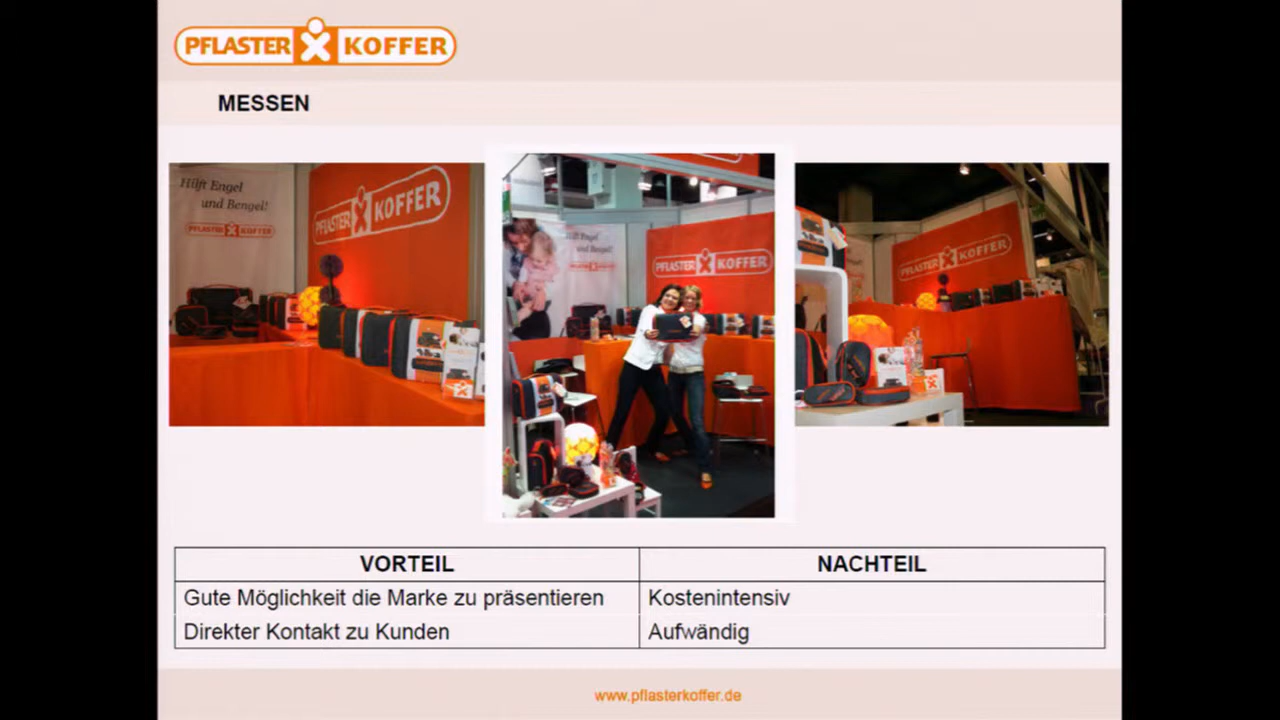 PFLASTER KOFFER
MESSEN
Hilft Engel
und Bengel!
PFLASTER KOFFER
PFLASTER KOFFER
Hilft Engel
und Bengel!
PFLASTER KOFFER
PFLASTER KOFFER
VORTEIL
NACHTEIL
Gute Möglichkeit die Marke zu präsentieren
Kostenintensiv
Direkter Kontakt zu Kunden
Aufwändig
www.pflasterkoffer.de